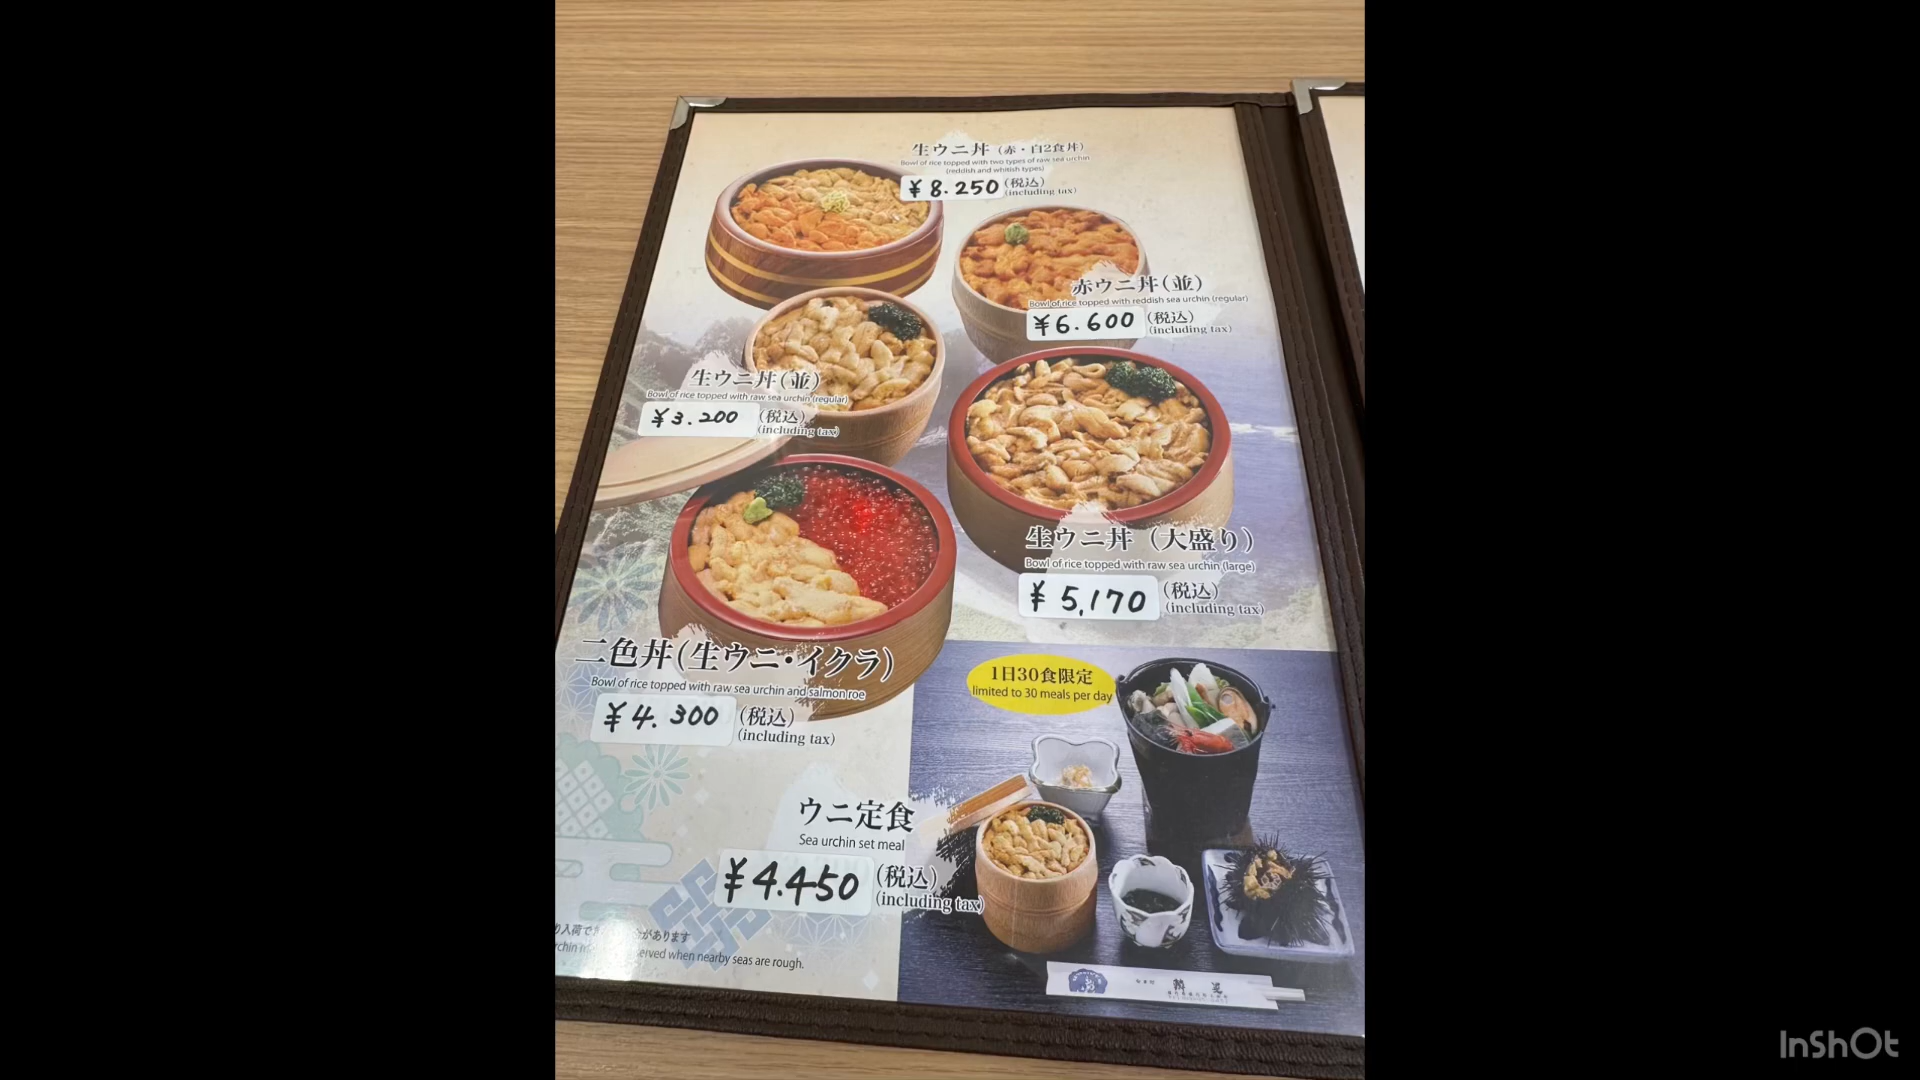 生ウニ丼（赤・白2食丼）
Bowl of rice topped with two types of raw sea urchin
(reddish and whitish types)
¥8.250（税込）
(including tax)
赤ウニ丼（並）
Bowl of rice topped with reddish sea urchin (regular)
¥6.600（税込）
(including tax)
生ウニ丼（並）
Bowl of rice topped with raw sea urchin (regular)
¥3.200（税込）
(including tax)
生ウニ丼（大盛り）
Bowl of rice topped with raw sea urchin (large)
¥5,170（税込）
(including tax)
二色丼（生ウニ・イクラ）
Bowl of rice topped with raw sea urchin and salmon roe
¥4.300（税込）
(including tax)
1日30食限定
limited to 30 meals per day
ウニ定食
Sea urchin set meal
¥4.450（税込）
(including tax)
があります
served when nearby seas are rough.
InShOt